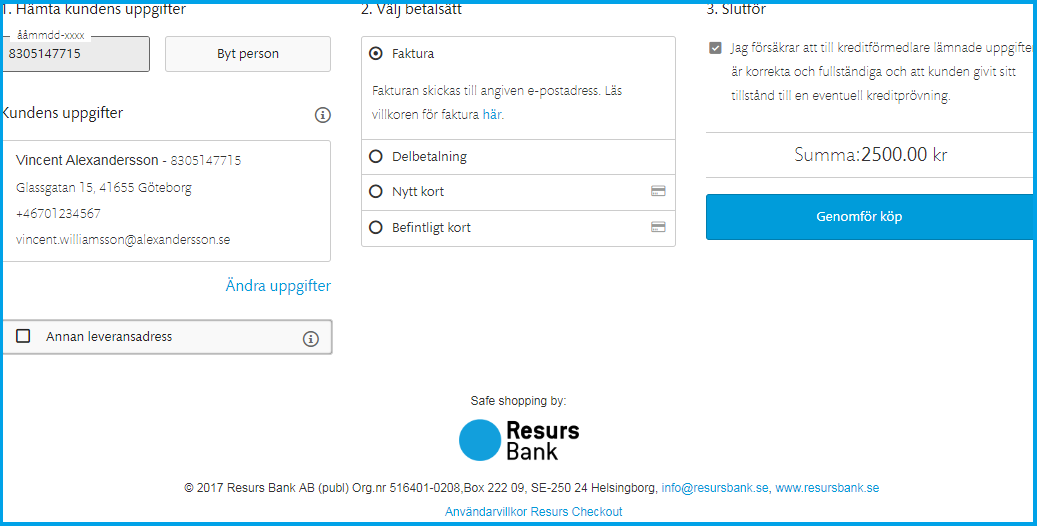 1. Hämta kundens uppgifter
ååmmdd-xxxx
8305147715
Byt person
Kundens uppgifter
Vincent Alexandersson - 8305147715
Glassgatan 15, 41655 Göteborg
+46701234567
vincent.williamsson@alexandersson.se
Ändra uppgifter
Annan leveransadress
2. Välj betalsätt
Faktura
Fakturan skickas till angiven e-postadress. Läs
villkoren för faktura här.
Delbetalning
Nytt kort
Befintligt kort
3. Slutför
Jag försäkrar att till kreditförmedlare lämnade uppgifter
är korrekta och fullständiga och att kunden givit sitt
tillstånd till en eventuell kreditprövning.
Summa:2500.00 kr
Genomför köp
Safe shopping by:
Resurs
Bank
© 2017 Resurs Bank AB (publ) Org.nr 516401-0208,Box 222 09, SE-250 24 Helsingborg, info@resursbank.se, www.resursbank.se
Användarvillkor Resurs Checkout